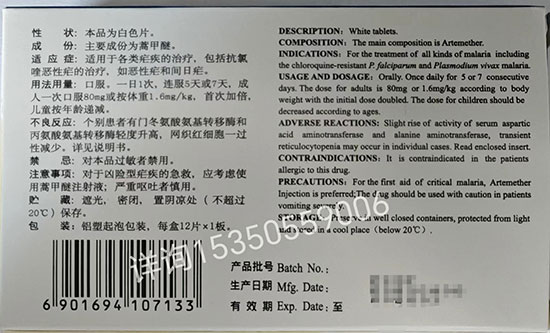 性 状：本品为白色片。
成 份：主要成份为蒿甲醚。
适 应 症：适用于各类疟疾的治疗，包括抗氯
喹恶性疟的治疗，如恶性疟和间日疟。
用法用量：口服。一日1次，连服5天或7天，成
人一次口服80mg或按体重1.6mg/kg，首次加倍，
儿童按年龄递减。
不良反应：个别患者有门冬氨酸氨基转移酶和
丙氨酸氨基转移酶轻度升高，网织红细胞一过
性减少。详见说明书。
禁 忌：对本品过敏者禁用。
注意事项：对于凶险型疟疾的急救，应考虑使
用蒿甲醚注射液；严重呕吐者慎用。
贮 藏：遮光，密闭，置阴凉处（不超过
20℃）保存。
包 装：铝塑起泡包装，每盒12片×1板。
DESCRIPTION: White tablets.
COMPOSITION: The main composition is Artemether.
INDICATIONS: For the treatment of all kinds of malaria including
the chloroquine-resistant P. falciparum and Plasmodium vivax malaria.
USAGE AND DOSAGE: Orally. Once daily for 5 or 7 consecutive
days. The dose for adults is 80mg or 1.6mg/kg according to body
weight with the initial dose doubled. The dose for children should be
decreased according to ages.
ADVERSE REACTIONS: Slight rise of activity of serum aspartic
acid aminotransferase and alanine aminotransferase, transient
reticulocytopenia may occur in individual cases. Read enclosed insert.
CONTRAINDICATIONS: It is contraindicated in the patients
allergic to this drug.
PRECAUTIONS: For the first aid of critical malaria, Artemether
Injection is preferred;The drug should be used with caution in patients
vomiting severely.
STORAGE: Preserve in well closed containers, protected from light
and stored in cool place (below 20℃).
详询15350559006
6 901694 107133
产品批号 Batch No.:
生产日期 Mfg. Date:
有 效 期 Exp. Date: 至